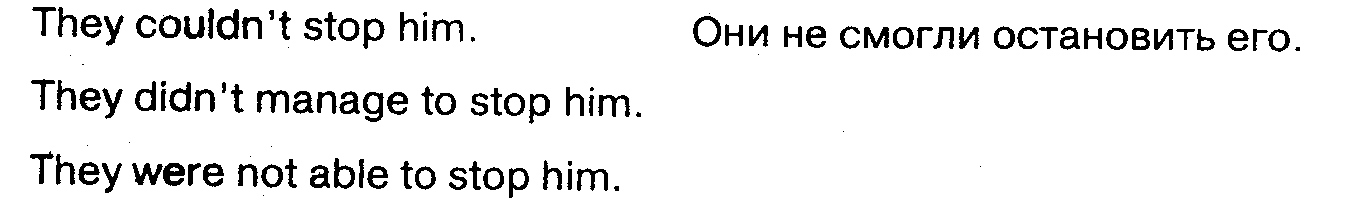 They couldn't stop him. Они не смогли остановить его.
They didn't manage to stop him.
They were not able to stop him.